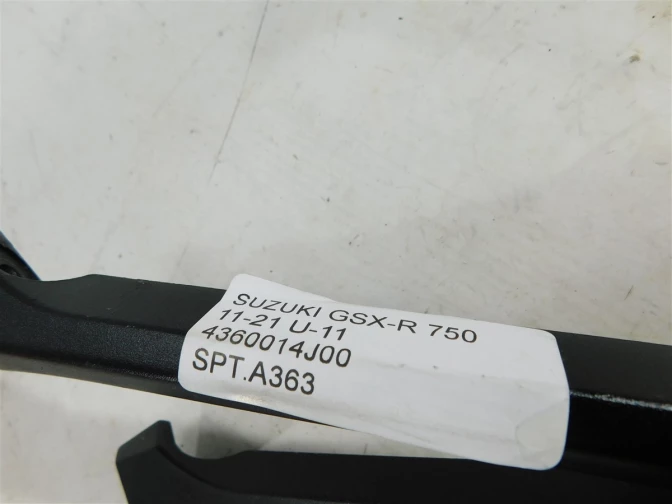 SUZUKI GSX-R 750
11-21 U-11
4360014J00
SPT.A363